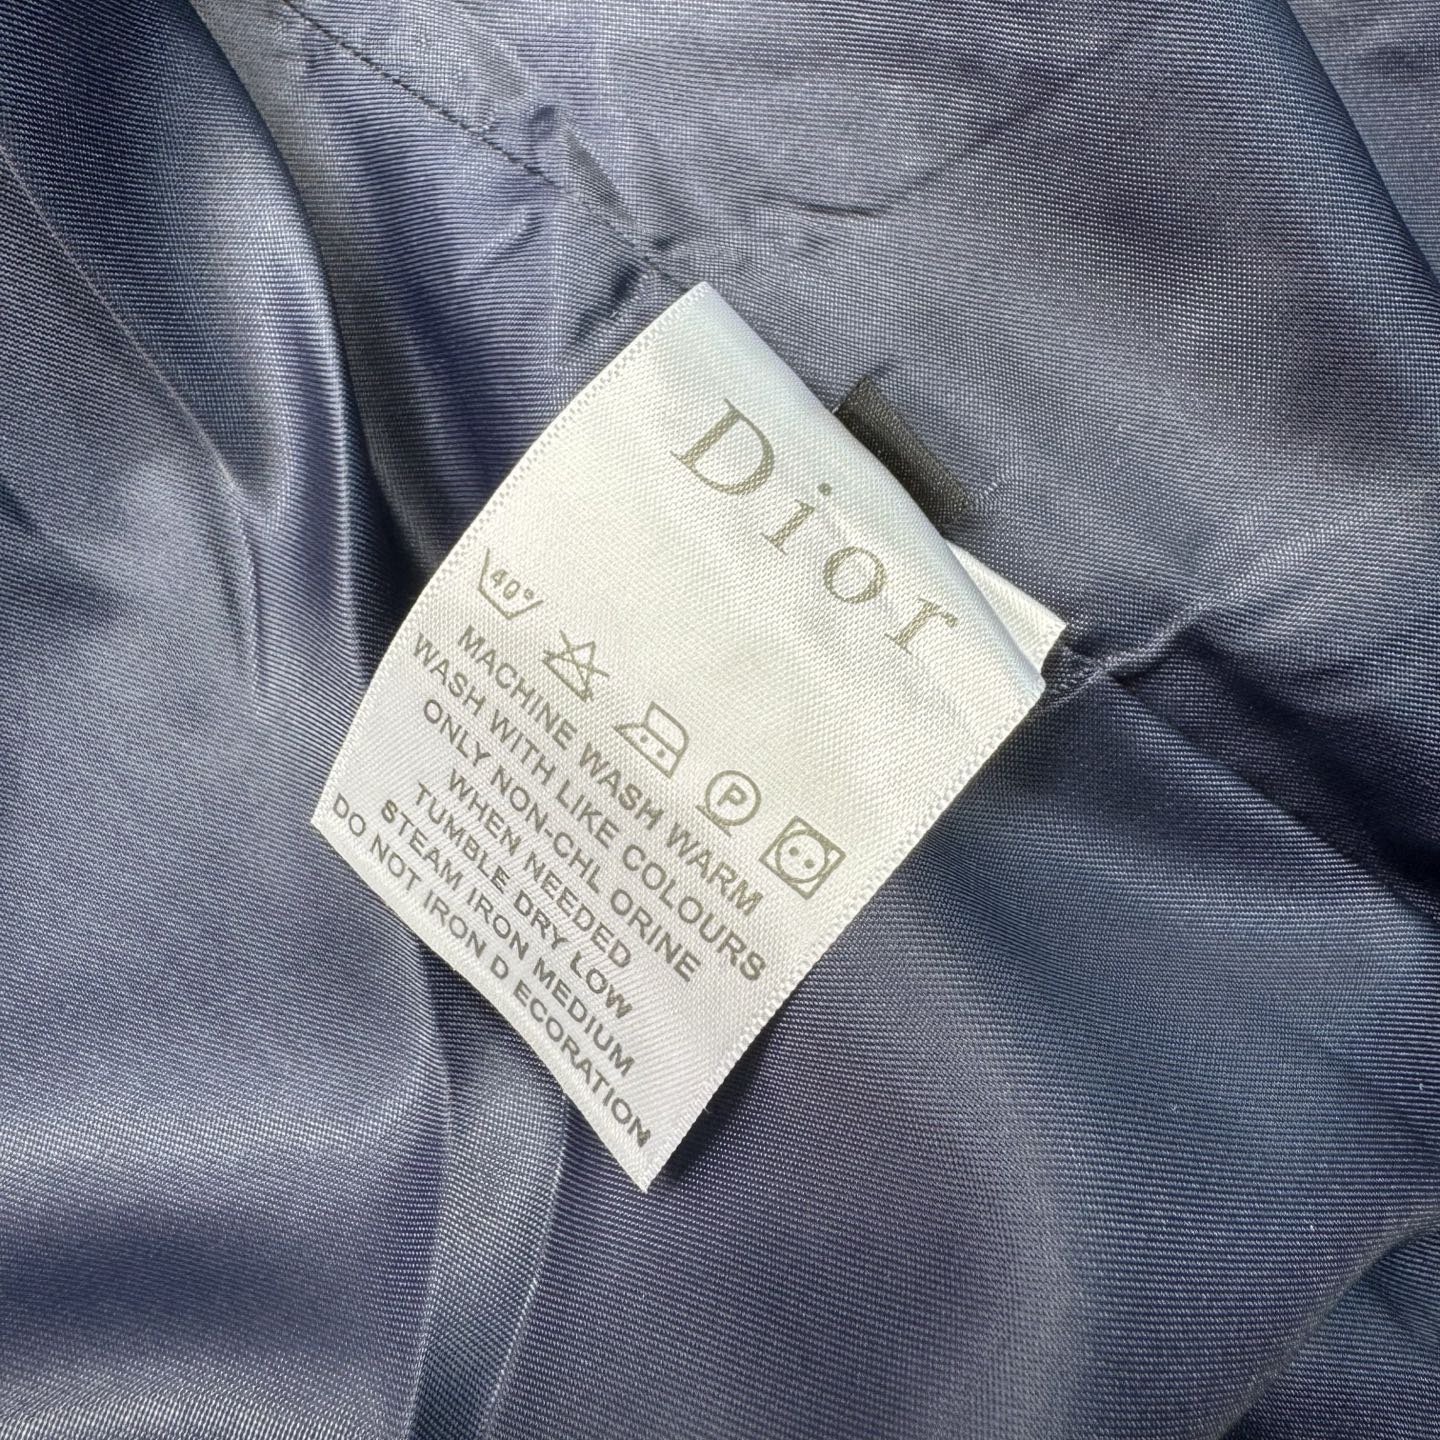 Dior
40°
P
MACHINE WASH WARM
WASH WITH LIKE COLOURS
ONLY NON-CHL ORINE
WHEN NEEDED
TUMBLE DRY LOW
STEAM IRON MEDIUM
DO NOT IRON D ECORATION